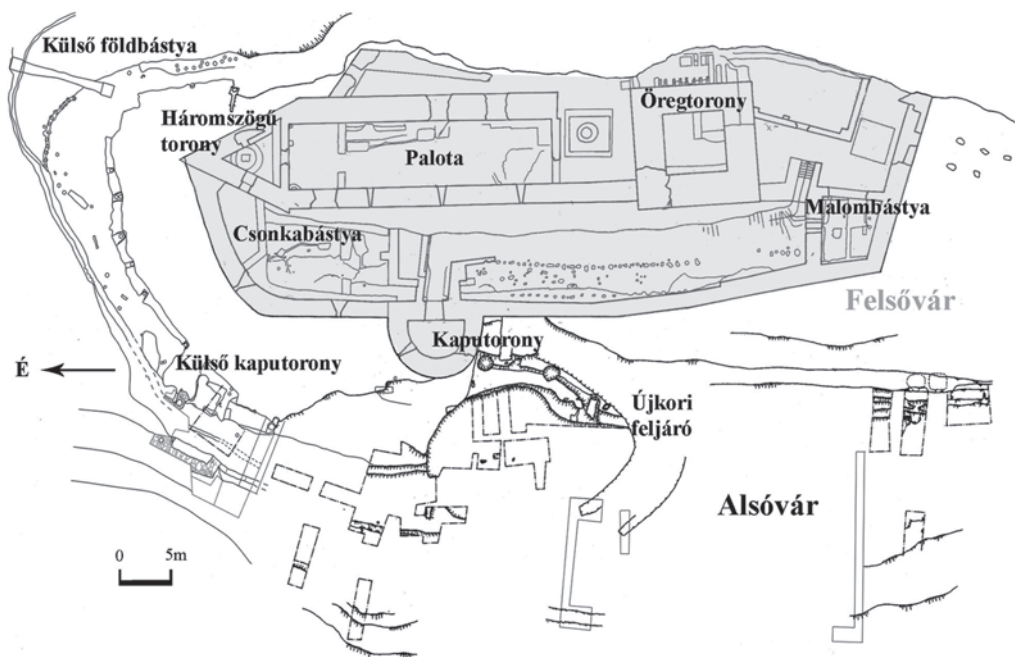 Külső földbástya
Háromszögű
torony
Palota
Öregtorony
Csonkabástya
Malombástya
Felsővár
Kaputorony
Külső kaputorony
É
Újkori
feljáró
Alsóvár
0 5m